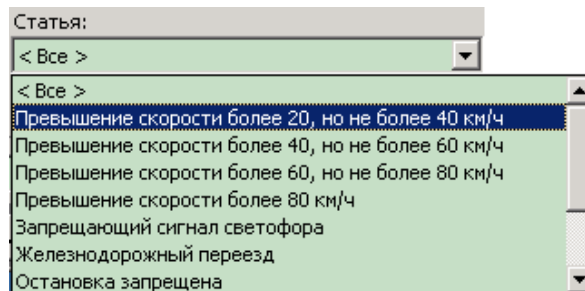 Статья:
< Все >
< Все >
Превышение скорости более 20, но не более 40 км/ч
Превышение скорости более 40, но не более 60 км/ч
Превышение скорости более 60, но не более 80 км/ч
Превышение скорости более 80 км/ч
Запрещающий сигнал светофора
Железнодорожный переезд
Остановка запрещена